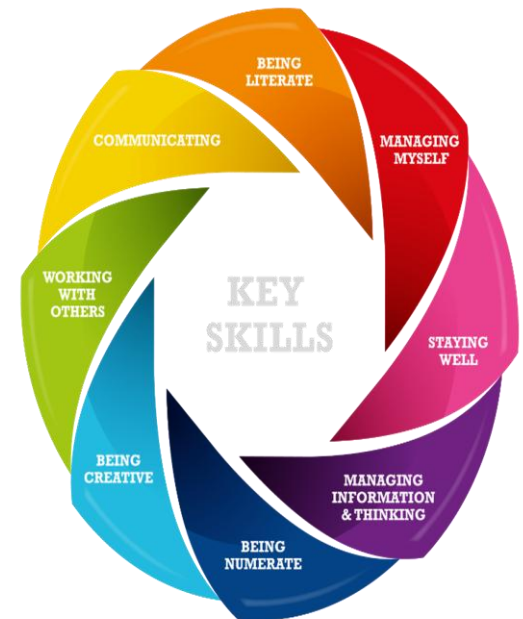 BEING
LITERATE
MANAGING
MYSELF
STAYING
WELL
MANAGING
INFORMATION
& THINKING
BEING
NUMERATE
BEING
CREATIVE
WORKING
WITH
OTHERS
COMMUNICATING
KEY
SKILLS